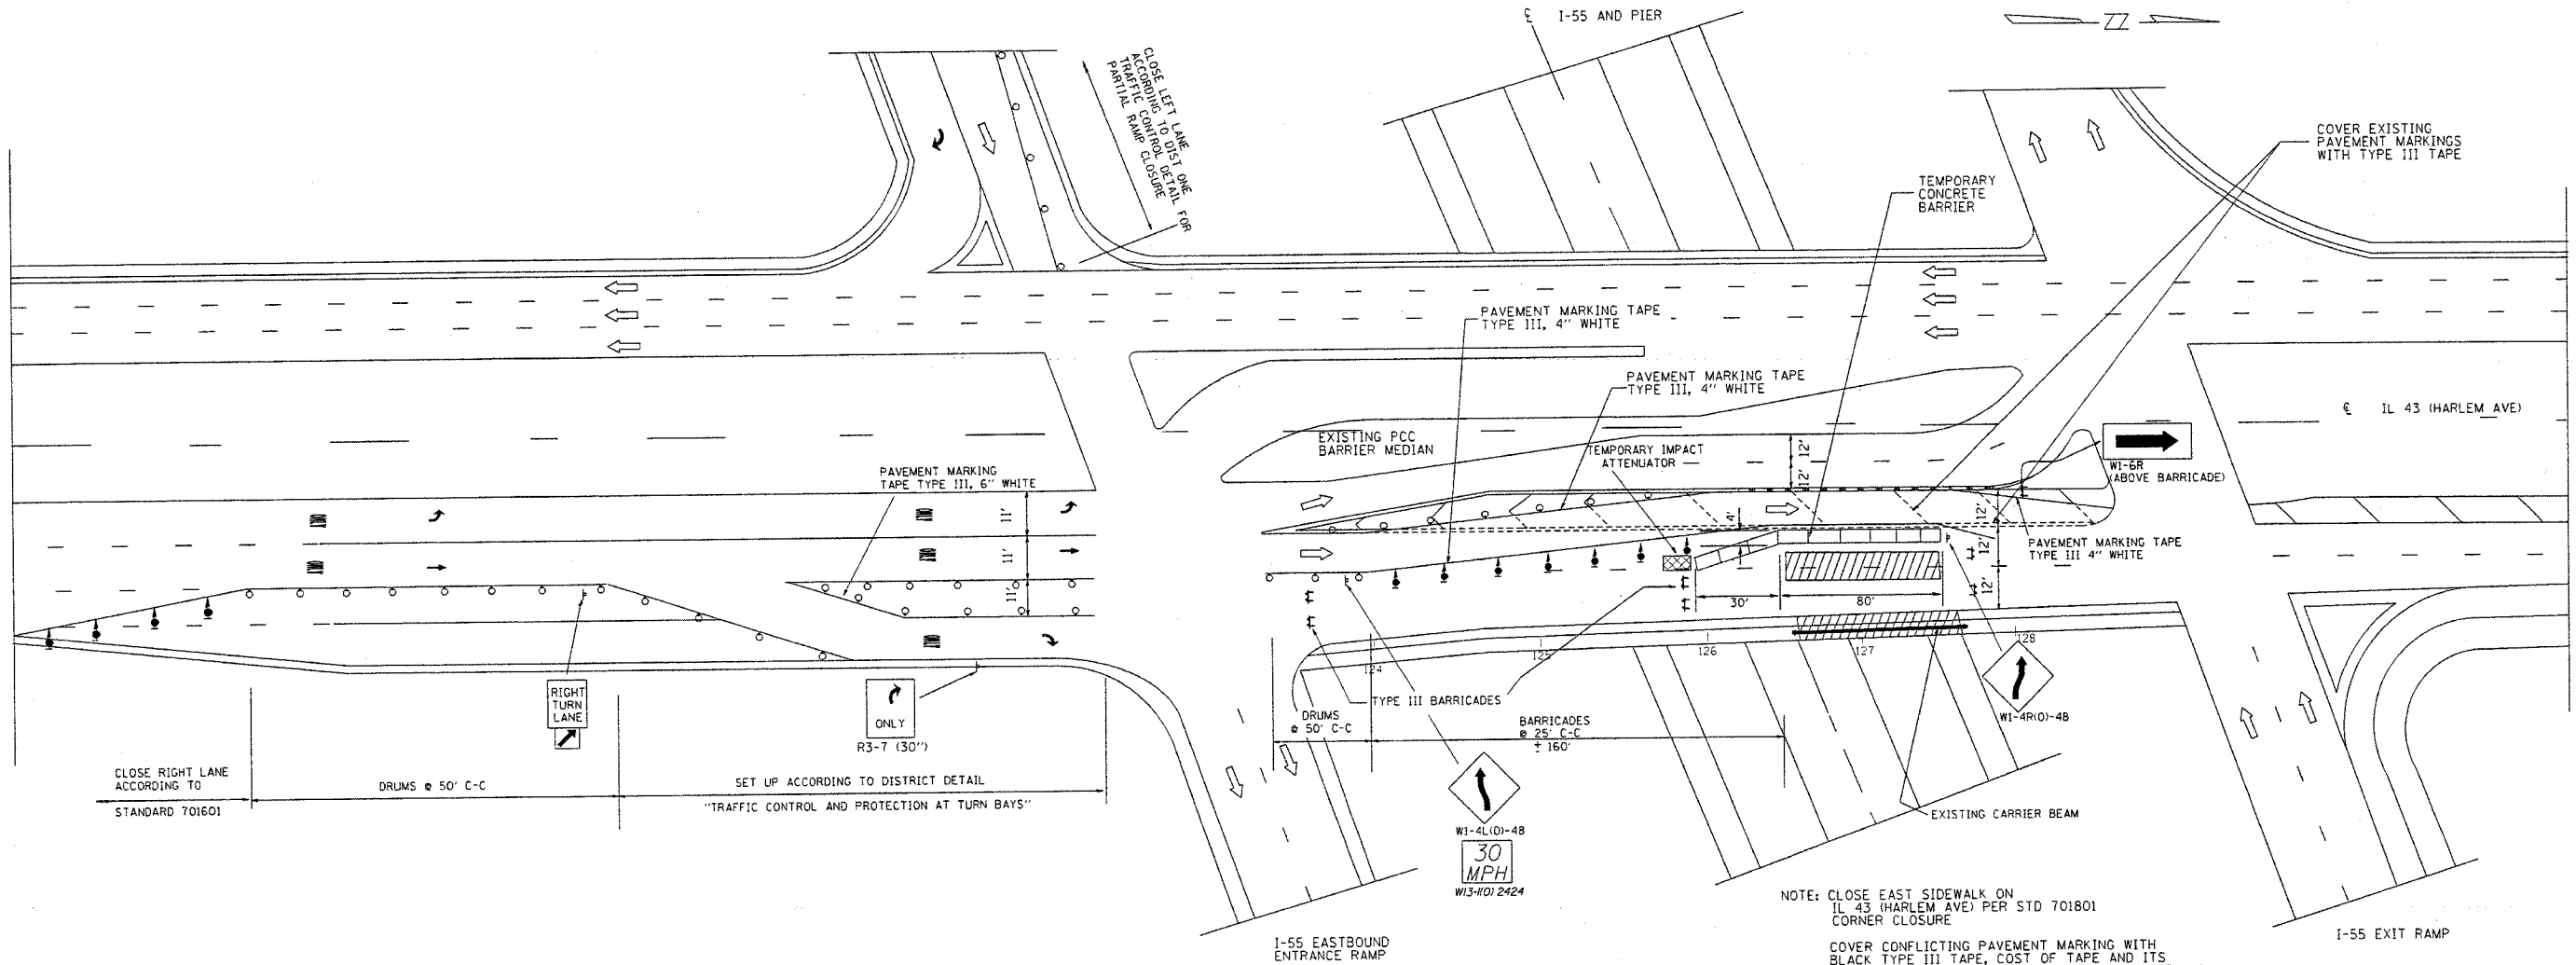 ℄ I-55 AND PIER
ZZ
CLOSE LEFT LANE
ACCORDING TO DIST ONE
TRAFFIC CONTROL DETAIL FOR
PARTIAL RAMP CLOSURE
COVER EXISTING
PAVEMENT MARKINGS
WITH TYPE III TAPE
TEMPORARY
CONCRETE
BARRIER
PAVEMENT MARKING TAPE
TYPE III, 4" WHITE
PAVEMENT MARKING TAPE
TYPE III, 4" WHITE
℄ IL 43 (HARLEM AVE)
EXISTING PCC
BARRIER MEDIAN
TEMPORARY IMPACT
ATTENUATOR
12'
12'
W1-6R
(ABOVE BARRICADE)
PAVEMENT MARKING
TAPE TYPE III, 6" WHITE
11'
11'
11'
4'
12'
12'
12'
PAVEMENT MARKING TAPE
TYPE III 4" WHITE
30'
80'
124
125
126
127
128
RIGHT
TURN
LANE
ONLY
R3-7 (30")
TYPE III BARRICADES
DRUMS
@ 50' C-C
BARRICADES
@ 25' C-C
± 160'
W1-4R(O)-48
CLOSE RIGHT LANE
ACCORDING TO
STANDARD 701601
DRUMS @ 50' C-C
SET UP ACCORDING TO DISTRICT DETAIL
"TRAFFIC CONTROL AND PROTECTION AT TURN BAYS"
W1-4L(O)-48
30
MPH
W13-1(O) 2424
EXISTING CARRIER BEAM
NOTE: CLOSE EAST SIDEWALK ON
IL 43 (HARLEM AVE) PER STD 701801
CORNER CLOSURE
COVER CONFLICTING PAVEMENT MARKING WITH
BLACK TYPE III TAPE, COST OF TAPE AND ITS
I-55 EASTBOUND
ENTRANCE RAMP
I-55 EXIT RAMP